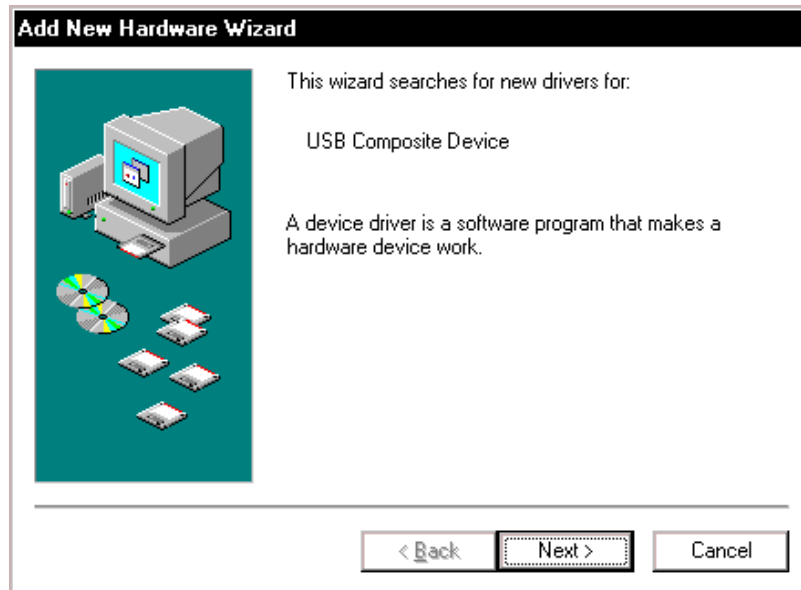 Add New Hardware Wizard
This wizard searches for new drivers for:
USB Composite Device
A device driver is a software program that makes a
hardware device work.
< Back
Next >
Cancel